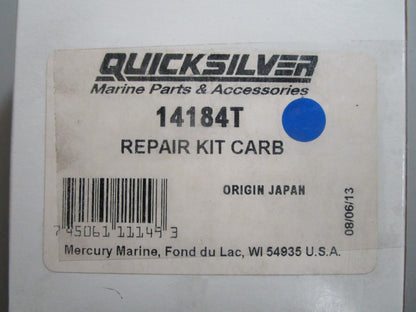 QUICKSILVER
Marine Parts & Accessories
14184T
REPAIR KIT CARB
ORIGIN JAPAN
08/06/13
7 45061 11149 3
Mercury Marine, Fond du Lac, WI 54935 U.S.A.